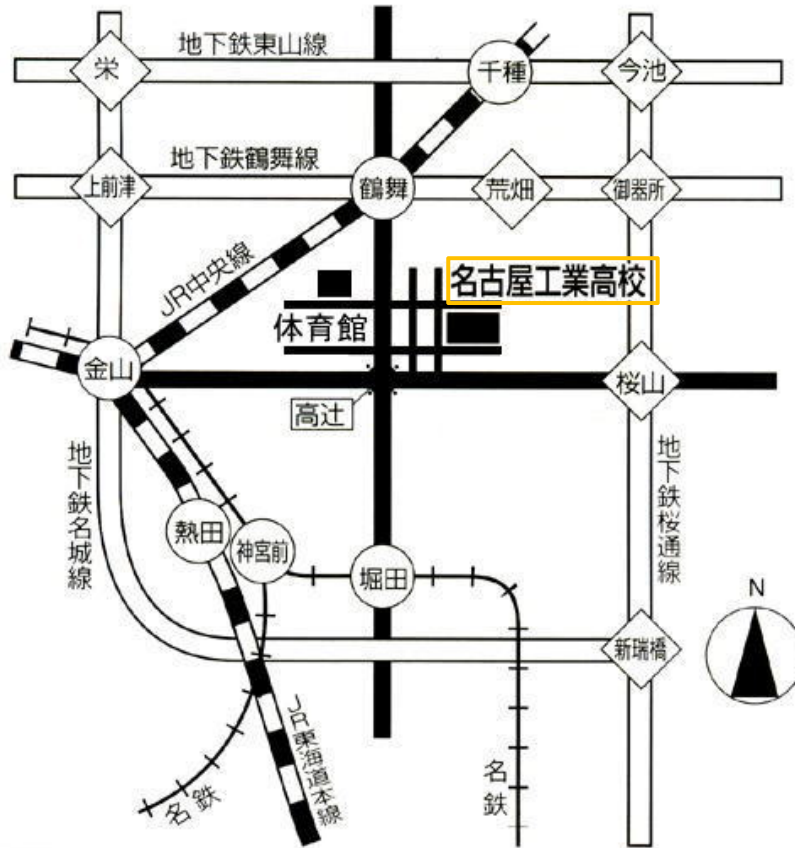 地下鉄東山線
栄
千種
今池
地下鉄鶴舞線
上前津
鶴舞
荒畑
御器所
JR中央線
名古屋工業高校
体育館
金山
桜山
高辻
地下鉄名城線
地下鉄桜通線
熱田
神宮前
堀田
N
新瑞橋
JR東海道本線
名鉄
名鉄